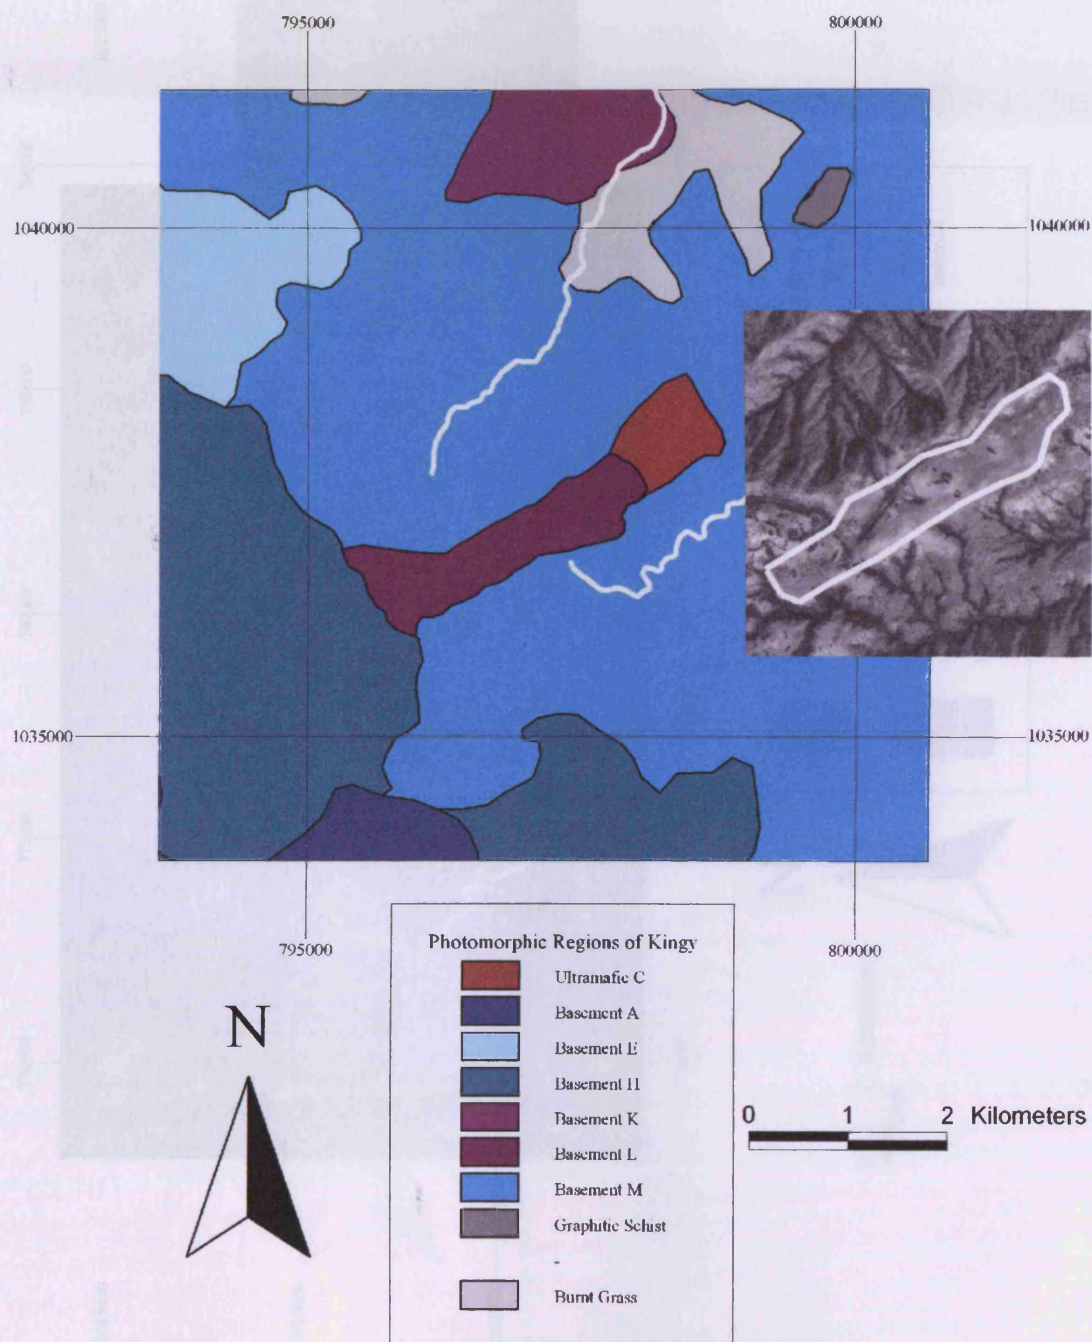 795000 800000
1040000 1040000
1035000 1035000
795000 800000
Photomorphic Regions of Kingy
Ultramafic C
Basement A
Basement E
Basement H
Basement K
Basement L
Basement M
Graphitic Schist
Burnt Grass
N
0 1 2 Kilometers